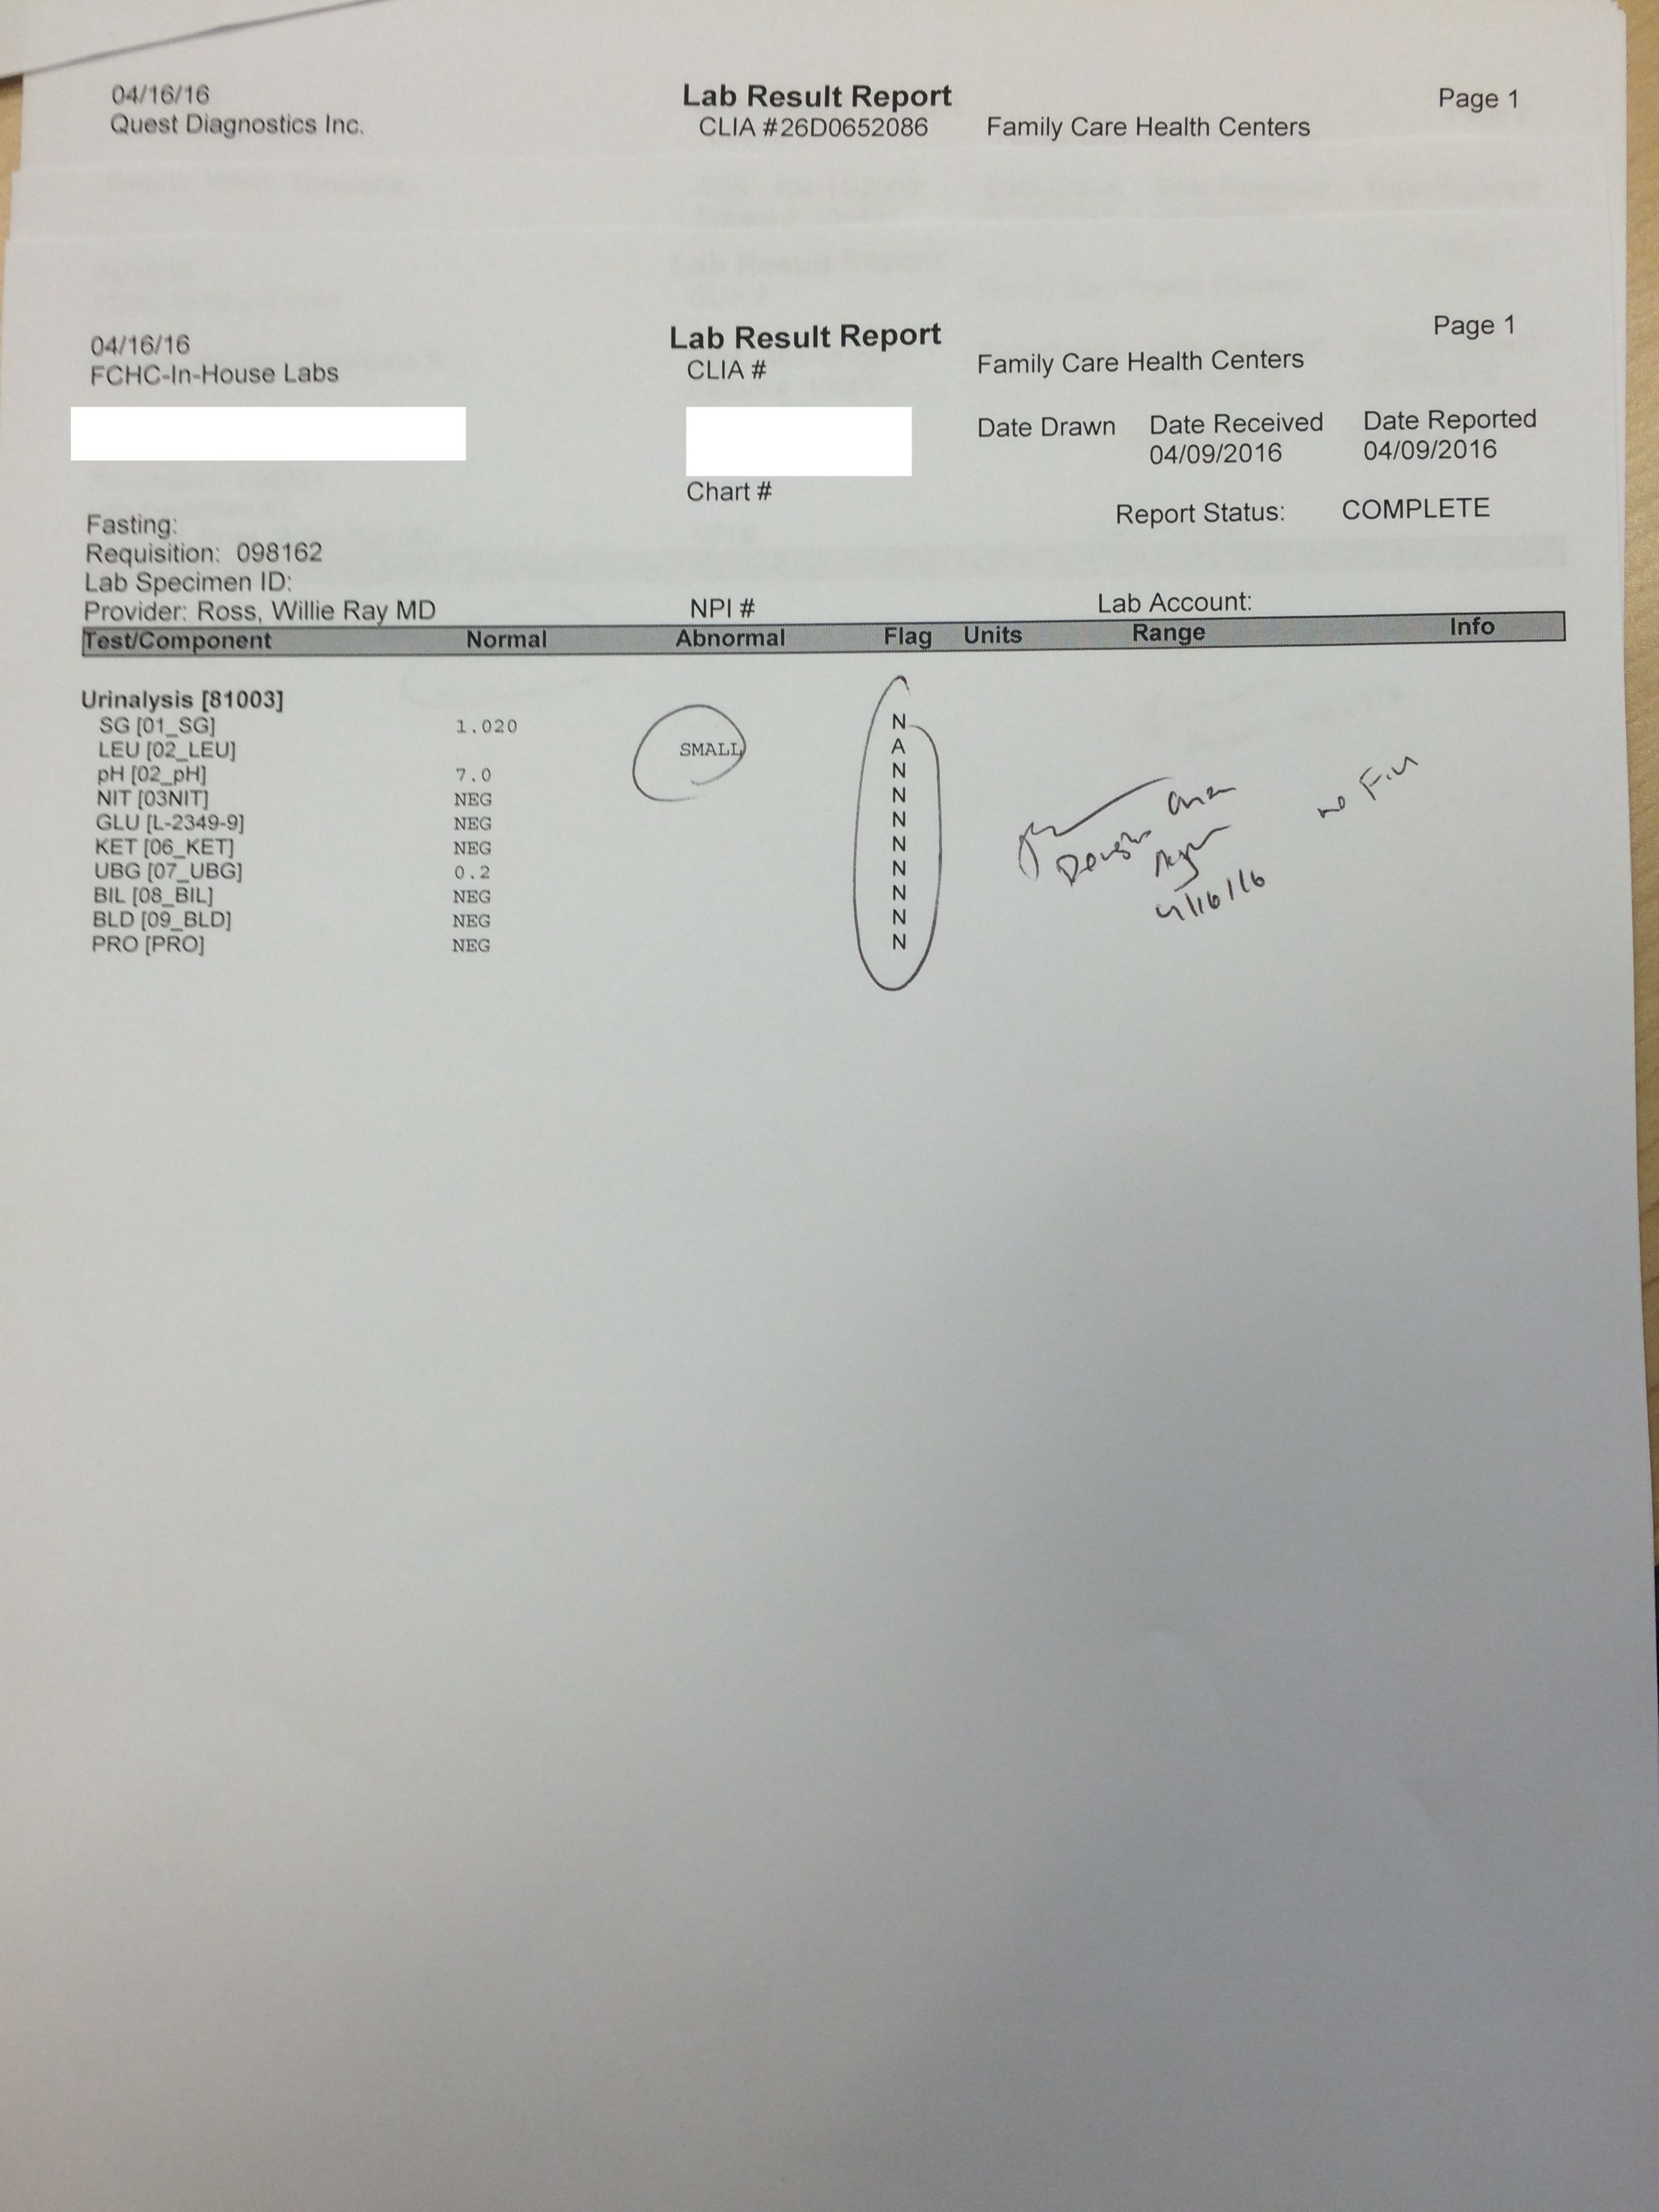 04/16/16 Lab Result Report Page 1
Quest Diagnostics Inc. CLIA #26D0652086 Family Care Health Centers
04/16/16 Lab Result Report Page 1
FCHC-In-House Labs CLIA # Family Care Health Centers
Date Drawn Date Received Date Reported
04/09/2016 04/09/2016
Chart #
Report Status: COMPLETE
Fasting:
Requisition: 098162
Lab Specimen ID:
Provider: Ross, Willie Ray MD NPI # Lab Account:
Test/Component Normal Abnormal Flag Units Range Info
Urinalysis [81003]
SG [01_SG] 1.020 N
LEU [02_LEU] SMALL A
pH [02_pH] 7.0 N
NIT [03NIT] NEG N
GLU [L-2349-9] NEG N
KET [06_KET] NEG N
UBG [07_UBG] 0.2 N
BIL [08_BIL] NEG N
BLD [09_BLD] NEG N
PRO [PRO] NEG N
no
4/16/16